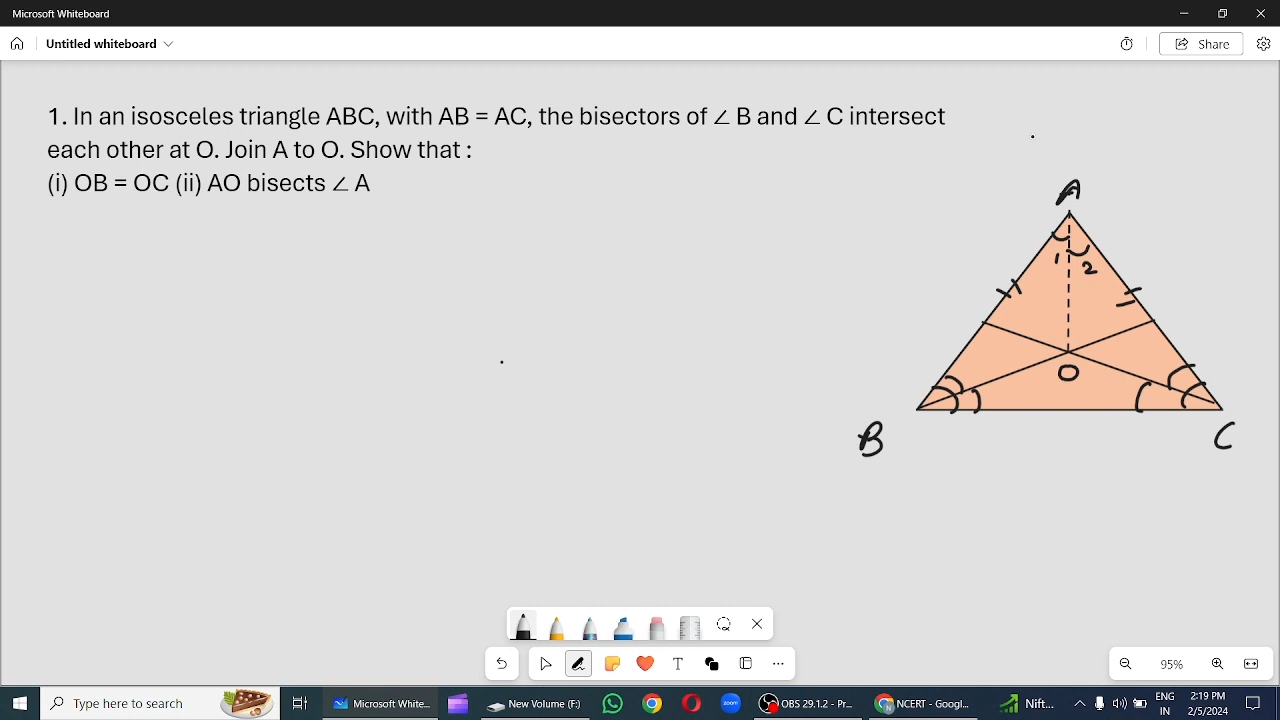 Microsoft Whiteboard
Untitled whiteboard
Share
1. In an isosceles triangle ABC, with AB = AC, the bisectors of ∠ B and ∠ C intersect
each other at O. Join A to O. Show that :
(i) OB = OC (ii) AO bisects ∠ A
A
1
2
O
B
C
T
95%
Type here to search
Microsoft White...
New Volume (F)
zoom
OBS 29.1.2 - Pr...
NCERT - Googl...
Nift...
ENG
IN
2:19 PM
2/5/2024